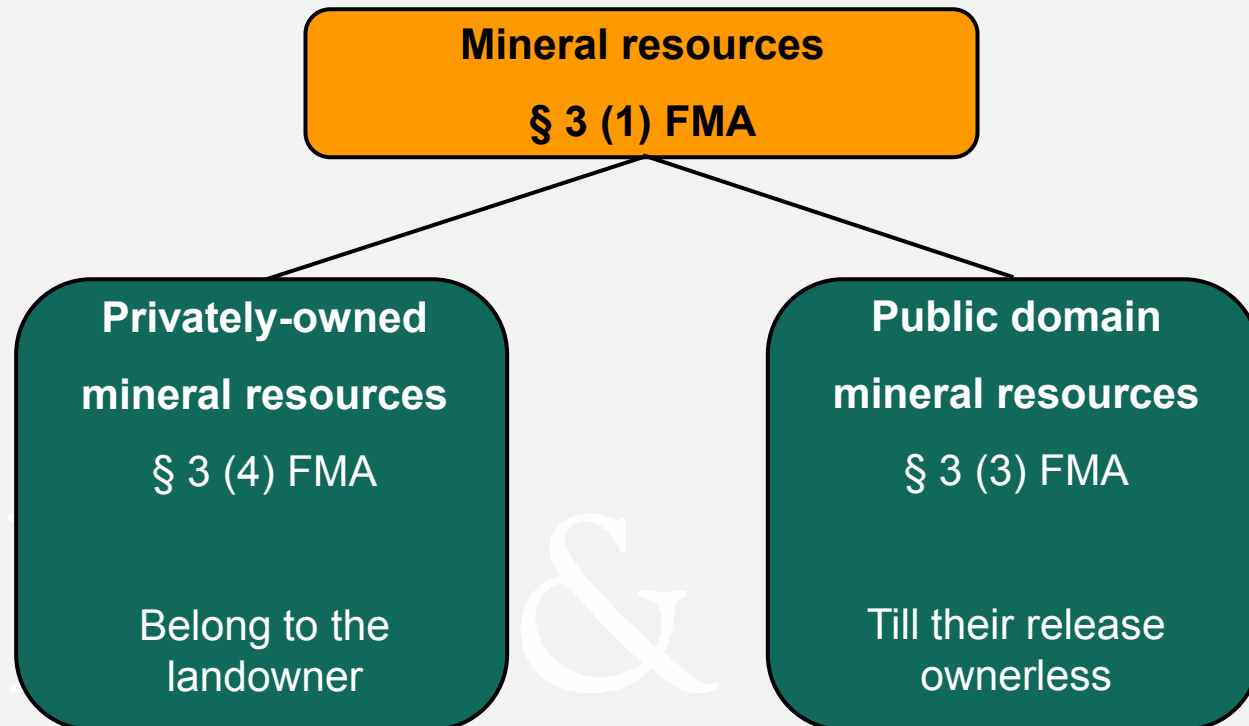 Mineral resources
§ 3 (1) FMA
Privately-owned
mineral resources
§ 3 (4) FMA
Belong to the
landowner
Public domain
mineral resources
§ 3 (3) FMA
Till their release
ownerless
&